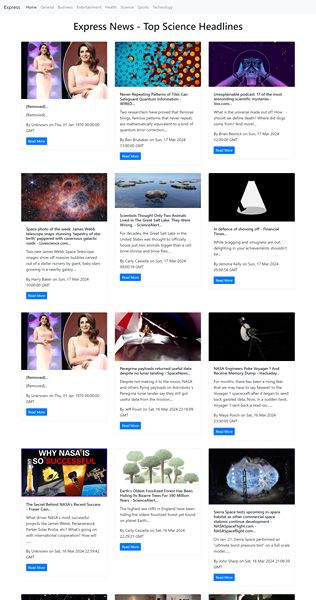 Express Home General Business Entertainment Health Science Sports Technology
Express News - Top Science Headlines
[Removed]...
[Removed]...
By Unknown on Thu, 01 Jan 1970 00:00:00
GMT
Read More
Never Repeating Patterns of Tiles Can
Safeguard Quantum Information -
WIRED...
Two researchers have proved that Penrose
tilings, famous patterns that never repeat,
are mathematically equivalent to a kind of
quantum error correction....
By Ben Brubaker on Sun, 17 Mar 2024
13:00:00 GMT
Read More
Unexplainable podcast: 17 of the most
astounding scientific mysteries -
Vox.com...
What is the universe made out of? How
should we define death? Where did dogs
come from? And more!...
By Brian Resnick on Sun, 17 Mar 2024
12:00:00 GMT
Read More
Space photo of the week: James Webb
telescope snaps stunning 'tapestry of star
birth' peppered with cavernous galactic
voids - Livescience.com...
Two new James Webb Space Telescope
images show off massive bubbles carved
out of a stellar nursery by giant, baby stars
growing in a nearby galaxy....
By Harry Baker on Sun, 17 Mar 2024
10:00:00 GMT
Read More
Scientists Thought Only Two Animals
Lived in The Great Salt Lake. They Were
Wrong. - ScienceAlert...
For decades, the Great Salt Lake in the
United States was thought to officially
house just two animals bigger than a cell:
brine shrimp and brine flies....
By Carly Cassella on Sun, 17 Mar 2024
GMT
Read More
In defence of showing off - Financial
Times...
While bragging and smugness are out,
delighting in your achievements shouldn't
be...
By Jemima Kelly on Sun, 17 Mar 2024
GMT
Read More
[Removed]...
[Removed]...
By Unknown on Thu, 01 Jan 1970 00:00:00
GMT
Read More
Peregrine payloads returned useful data
despite no lunar landing - SpaceNews...
Despite not making it to the moon, NASA
and others flying payloads on Astrobotic's
Peregrine lunar lander say they still got
useful data from the mission...
By Jeff Foust on Sat, 16 Mar 2024 23:16:09
GMT
Read More
NASA Engineers Poke Voyager 1 And
Receive Memory Dump - Hackaday...
For months, there has been a rising fear
that we may have to say farewell to the
Voyager 1 spacecraft after it began to send
back garbled data. Now, in a sudden twist,
Voyager 1 sent back a read-ou...
By Maya Posch on Sat, 16 Mar 2024
23:00:00 GMT
Read More
WHY NASA IS
SO SUCCESSFUL
The Secret Behind NASA's Recent Success
- Fraser Cain...
What drives NASA's most successful
projects like James Webb, Perseverance,
Parker Solar Probe, etc? What's going on
with international cooperation? How will
By Unknown on Sat, 16 Mar 2024 22:59:42
GMT
Read More
Earth's Oldest Fossilized Forest Has Been
Hiding Its Bizarre Trees For 390 Million
Years - ScienceAlert...
The highest sea cliffs in England have been
hiding the oldest fossilized forest yet found
on planet Earth....
By Carly Cassella on Sat, 16 Mar 2024
22:29:21 GMT
Read More
Sierra Space tests upcoming in-space
habitat as other commercial space
stations continue development -
NASASpaceFlight.com -
NASASpaceflight.com...
On Jan. 21, Sierra Space performed an
"ultimate burst pressure test" on a full-scale
model...
By John Sharp on Sat, 16 Mar 2024 21:06:39
GMT
Read More